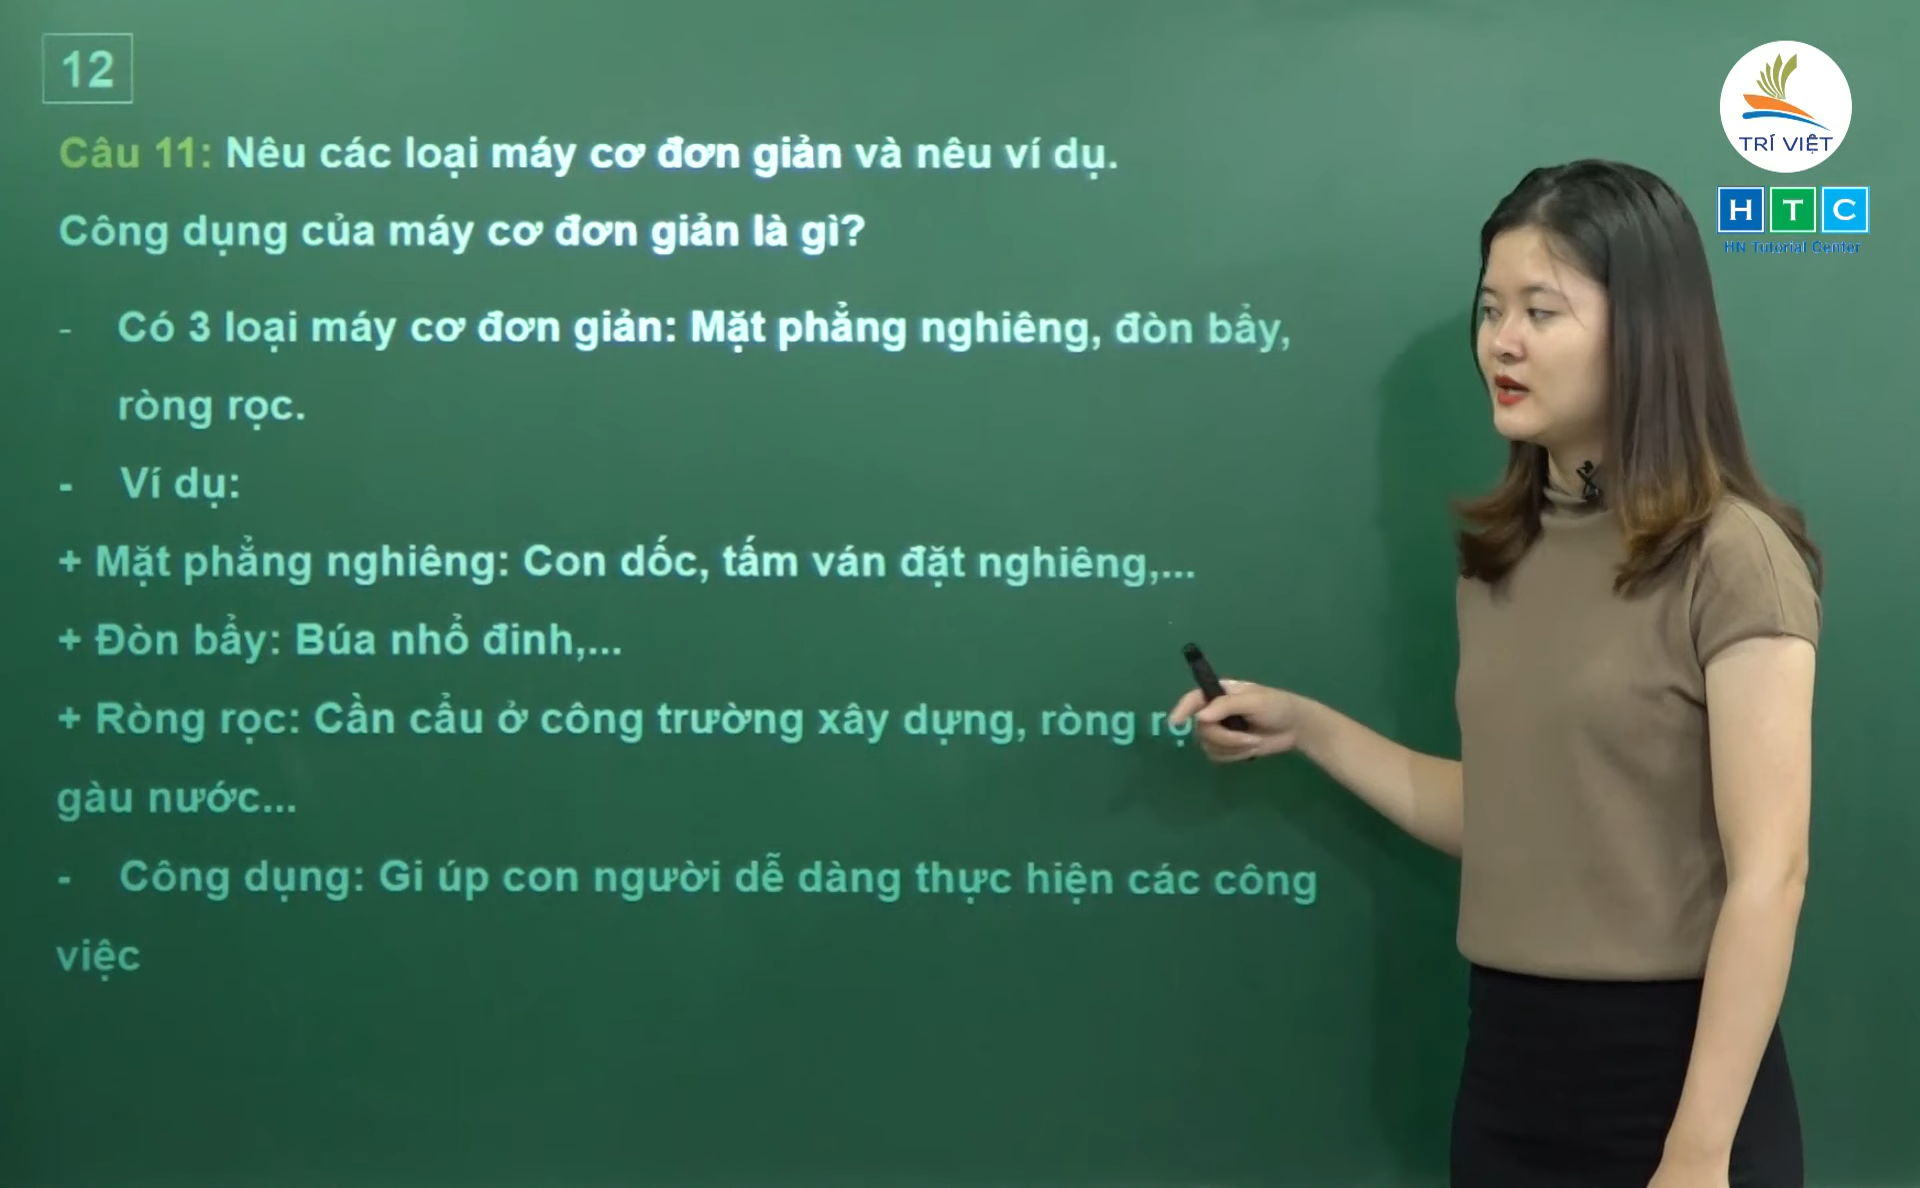 12
Câu 11: Nêu các loại máy cơ đơn giản và nêu ví dụ.
Công dụng của máy cơ đơn giản là gì?
- Có 3 loại máy cơ đơn giản: Mặt phẳng nghiêng, đòn bẩy,
ròng rọc.
- Ví dụ:
+ Mặt phẳng nghiêng: Con dốc, tấm ván đặt nghiêng,...
+ Đòn bẩy: Búa nhổ đinh,...
+ Ròng rọc: Cần cẩu ở công trường xây dựng, ròng
gàu nước...
- Công dụng: Gi úp con người dễ dàng thực hiện các công
việc
TRÍ VIỆT
HTC
HN Tutorial Center